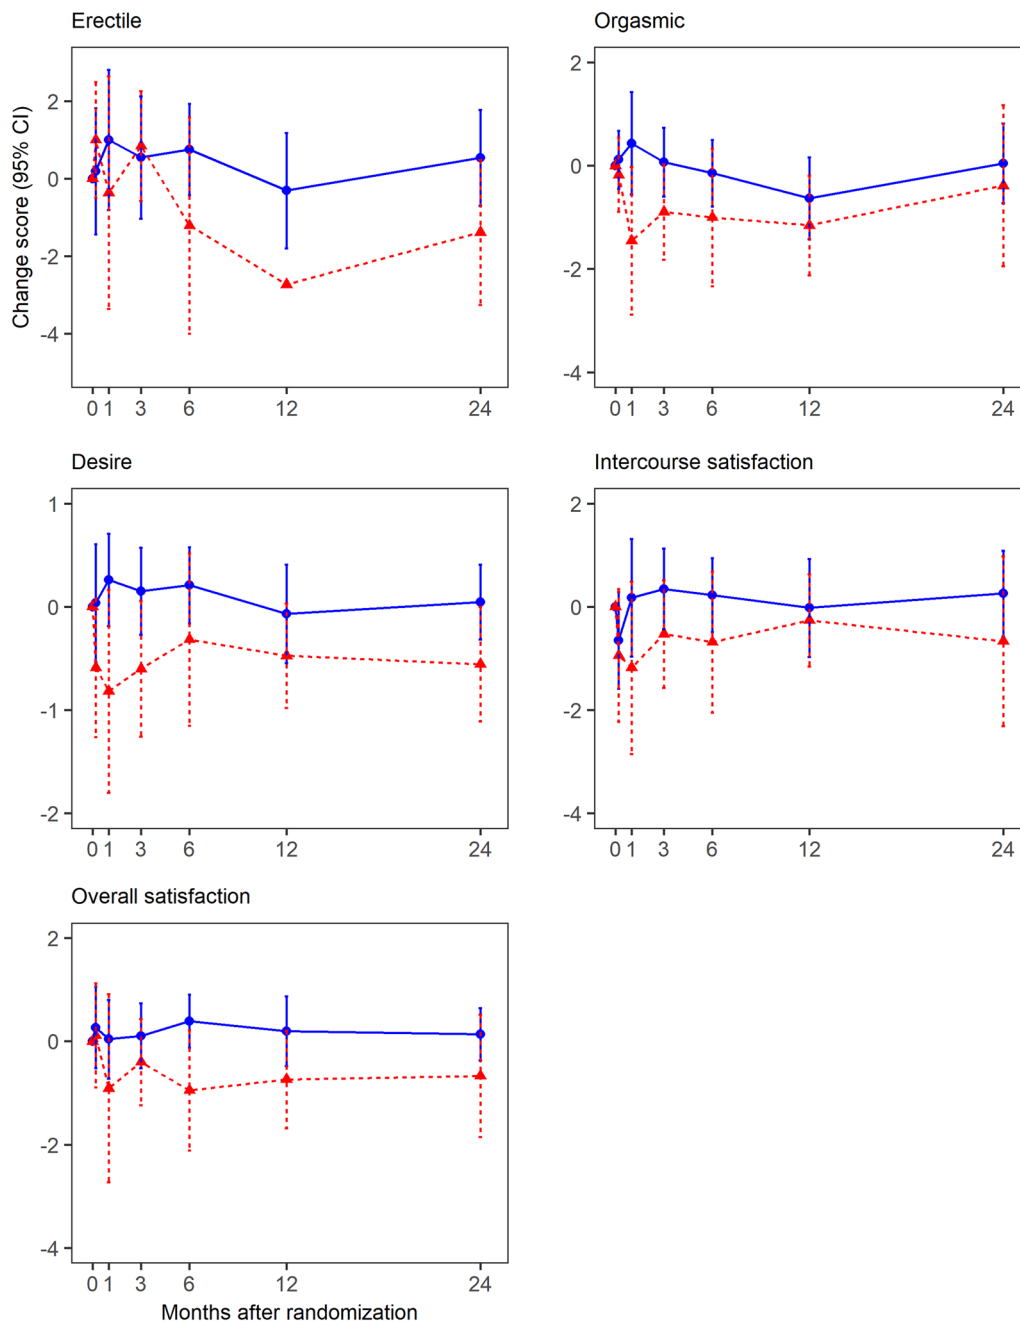 Erectile
Change score (95% CI)
2
0
-2
-4
0 1 3 6 12 24
Orgasmic
2
0
-2
-4
0 1 3 6 12 24
Desire
1
0
-1
-2
0 1 3 6 12 24
Intercourse satisfaction
2
0
-2
-4
0 1 3 6 12 24
Overall satisfaction
2
0
-2
-4
0 1 3 6 12 24
Months after randomization